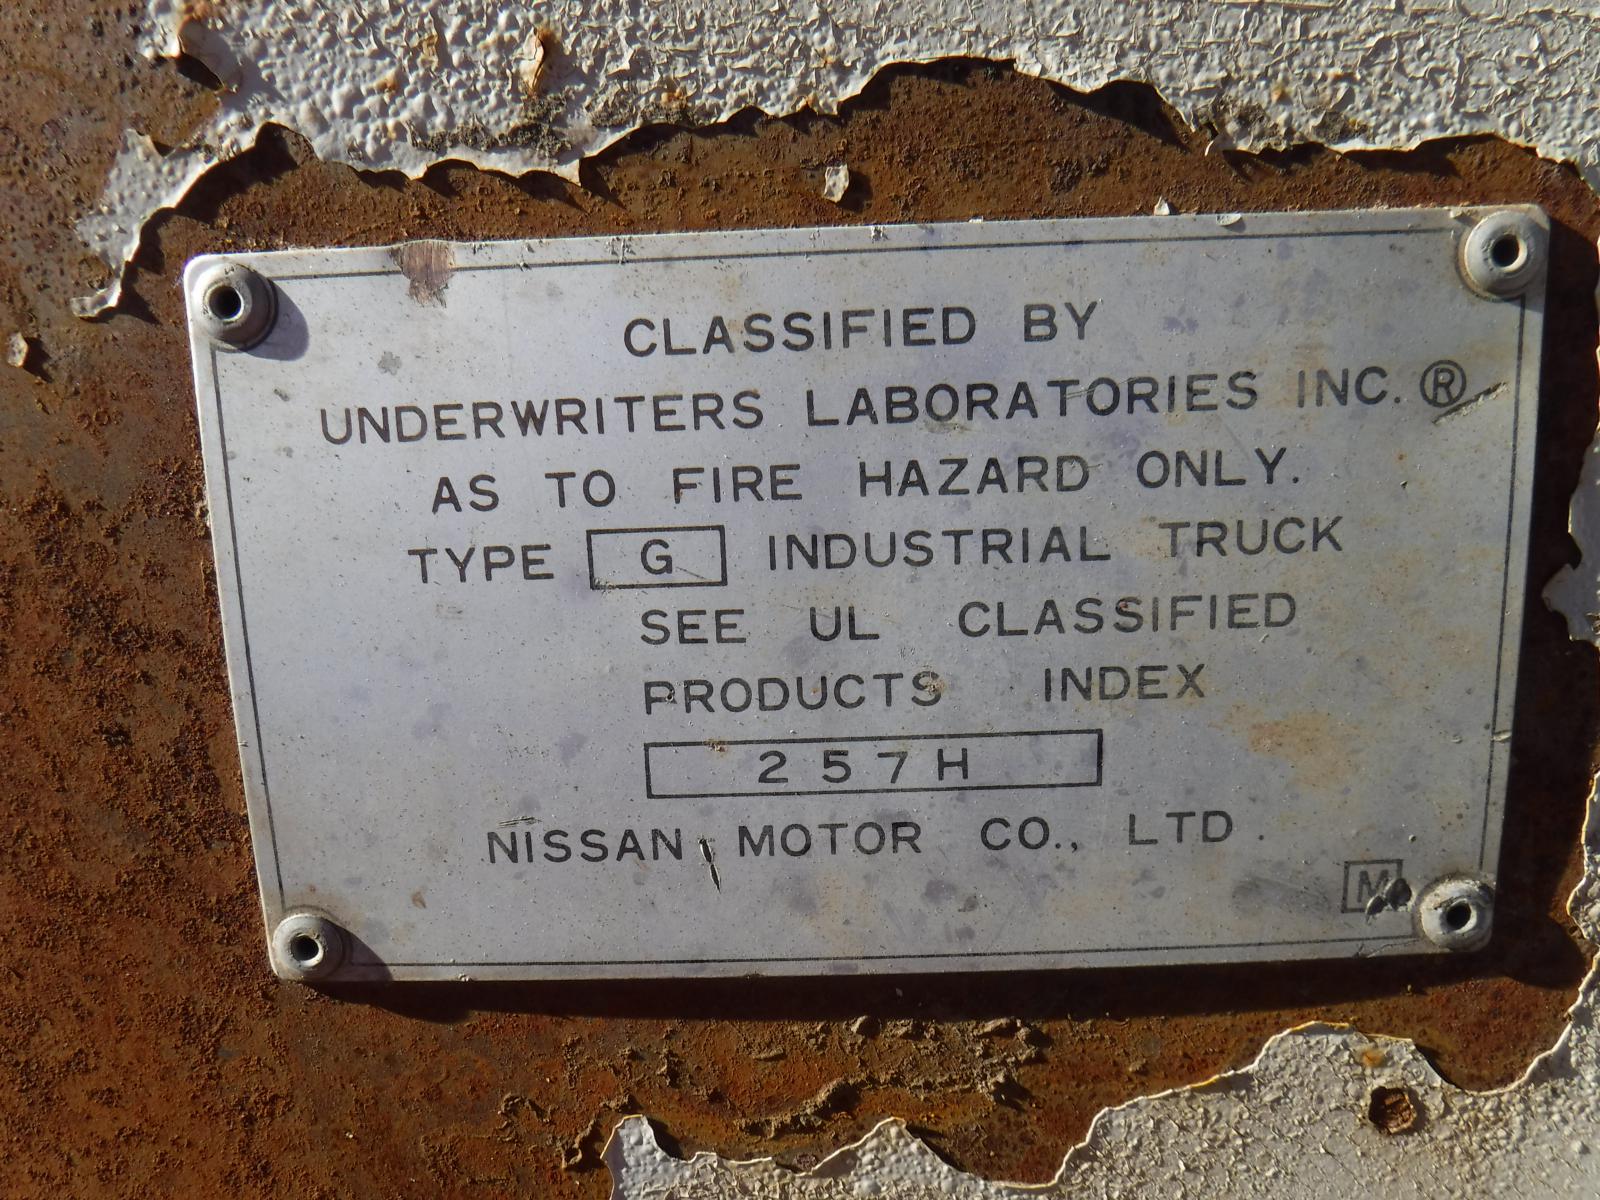 CLASSIFIED BY
UNDERWRITERS LABORATORIES INC. ®
AS TO FIRE HAZARD ONLY.
TYPE G INDUSTRIAL TRUCK
SEE UL CLASSIFIED
PRODUCTS INDEX
257H
NISSAN MOTOR CO., LTD.
M